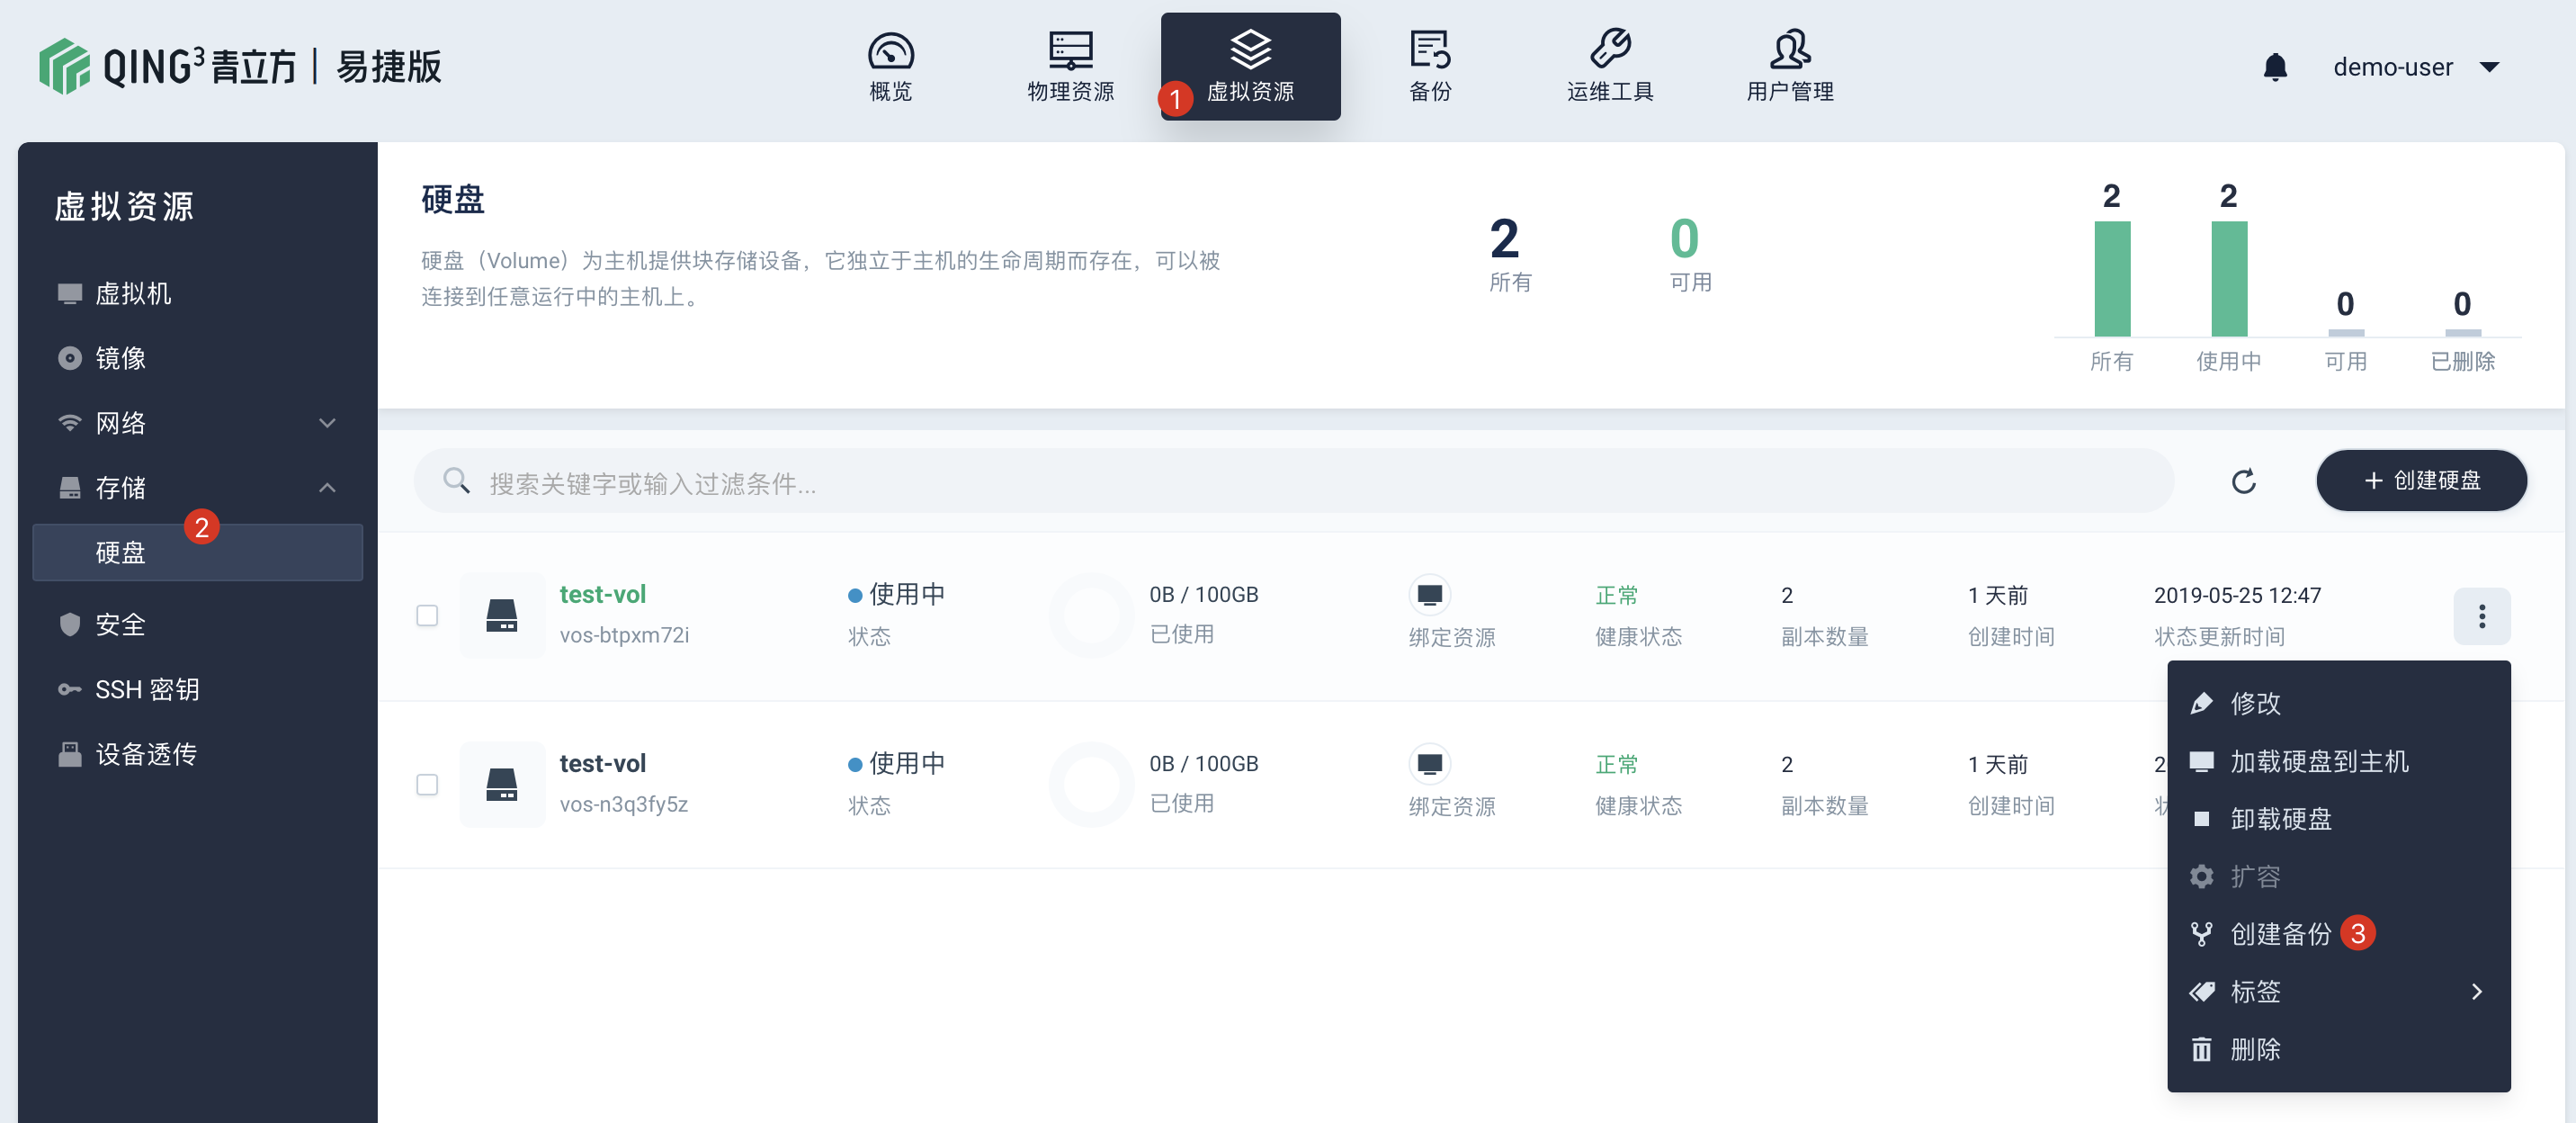 QING³青立方 | 易捷版
概览
物理资源
1 虚拟资源
备份
运维工具
用户管理
demo-user
虚拟资源
虚拟机
镜像
网络
存储
2
硬盘
安全
SSH 密钥
设备透传
硬盘
硬盘（Volume）为主机提供块存储设备，它独立于主机的生命周期而存在，可以被
连接到任意运行中的主机上。
2
所有
0
可用
2 2 0 0
所有 使用中 可用 已删除
搜索关键字或输入过滤条件...
创建硬盘
test-vol 使用中 0B / 100GB 正常 2 1 天前 2019-05-25 12:47
vos-btpxm72i 状态 已使用 绑定资源 健康状态 副本数量 创建时间 状态更新时间
test-vol 使用中 0B / 100GB 正常 2 1 天前 2
vos-n3q3fy5z 状态 已使用 绑定资源 健康状态 副本数量 创建时间
修改
加载硬盘到主机
卸载硬盘
扩容
创建备份 3
标签
删除